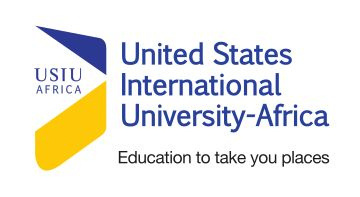 USIU
AFRICA
United States
International
University-Africa
Education to take you places